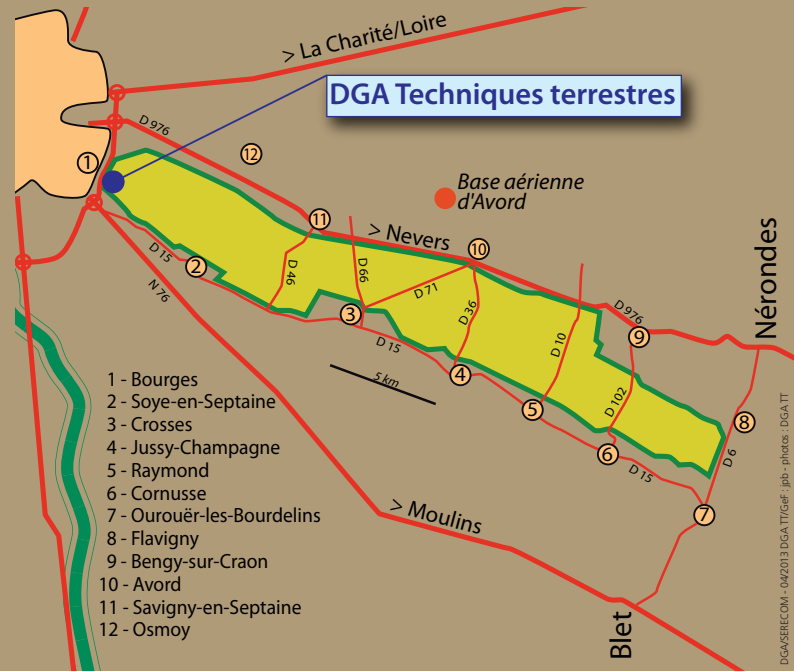 > La Charité/Loire
DGA Techniques terrestres
D 976
12
1
Base aérienne
d'Avord
11
> Nevers
10
D 15
2
D 46
D 66
D 71
N 76
3
D 36
D 15
D 10
D 976
9
Nérondes
4
5 km
D 102
5
8
6
D 6
D 15
7
> Moulins
Blet
1 - Bourges
2 - Soye-en-Septaine
3 - Crosses
4 - Jussy-Champagne
5 - Raymond
6 - Cornusse
7 - Ourouër-les-Bourdelins
8 - Flavigny
9 - Bengy-sur-Craon
10 - Avord
11 - Savigny-en-Septaine
12 - Osmoy
DGA/SERECOM - 04/2013 DGA TT/GeF : jpb - photos : DGA TT